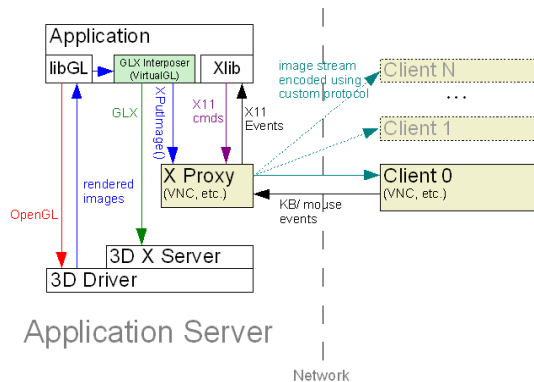 Application
libGL
GLX Interposer
(VirtualGL)
Xlib
image stream
encoded using
custom protocol
Client N
...
Client 1
GLX
XPutImage()
X11
cmds
X11
Events
X Proxy
(VNC, etc.)
Client 0
(VNC, etc.)
rendered
images
OpenGL
KB/ mouse
events
3D X Server
3D Driver
Application Server
Network